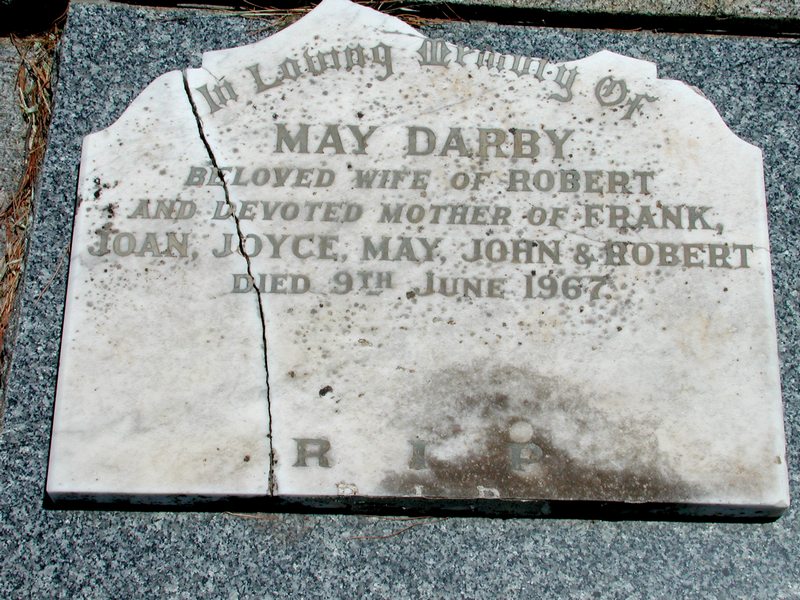 In Loving Memory Of
MAY DARBY
BELOVED WIFE OF ROBERT
AND DEVOTED MOTHER OF FRANK,
JOAN, JOYCE, MAY, JOHN & ROBERT
DIED 9TH JUNE 1967.
R I P
R I P